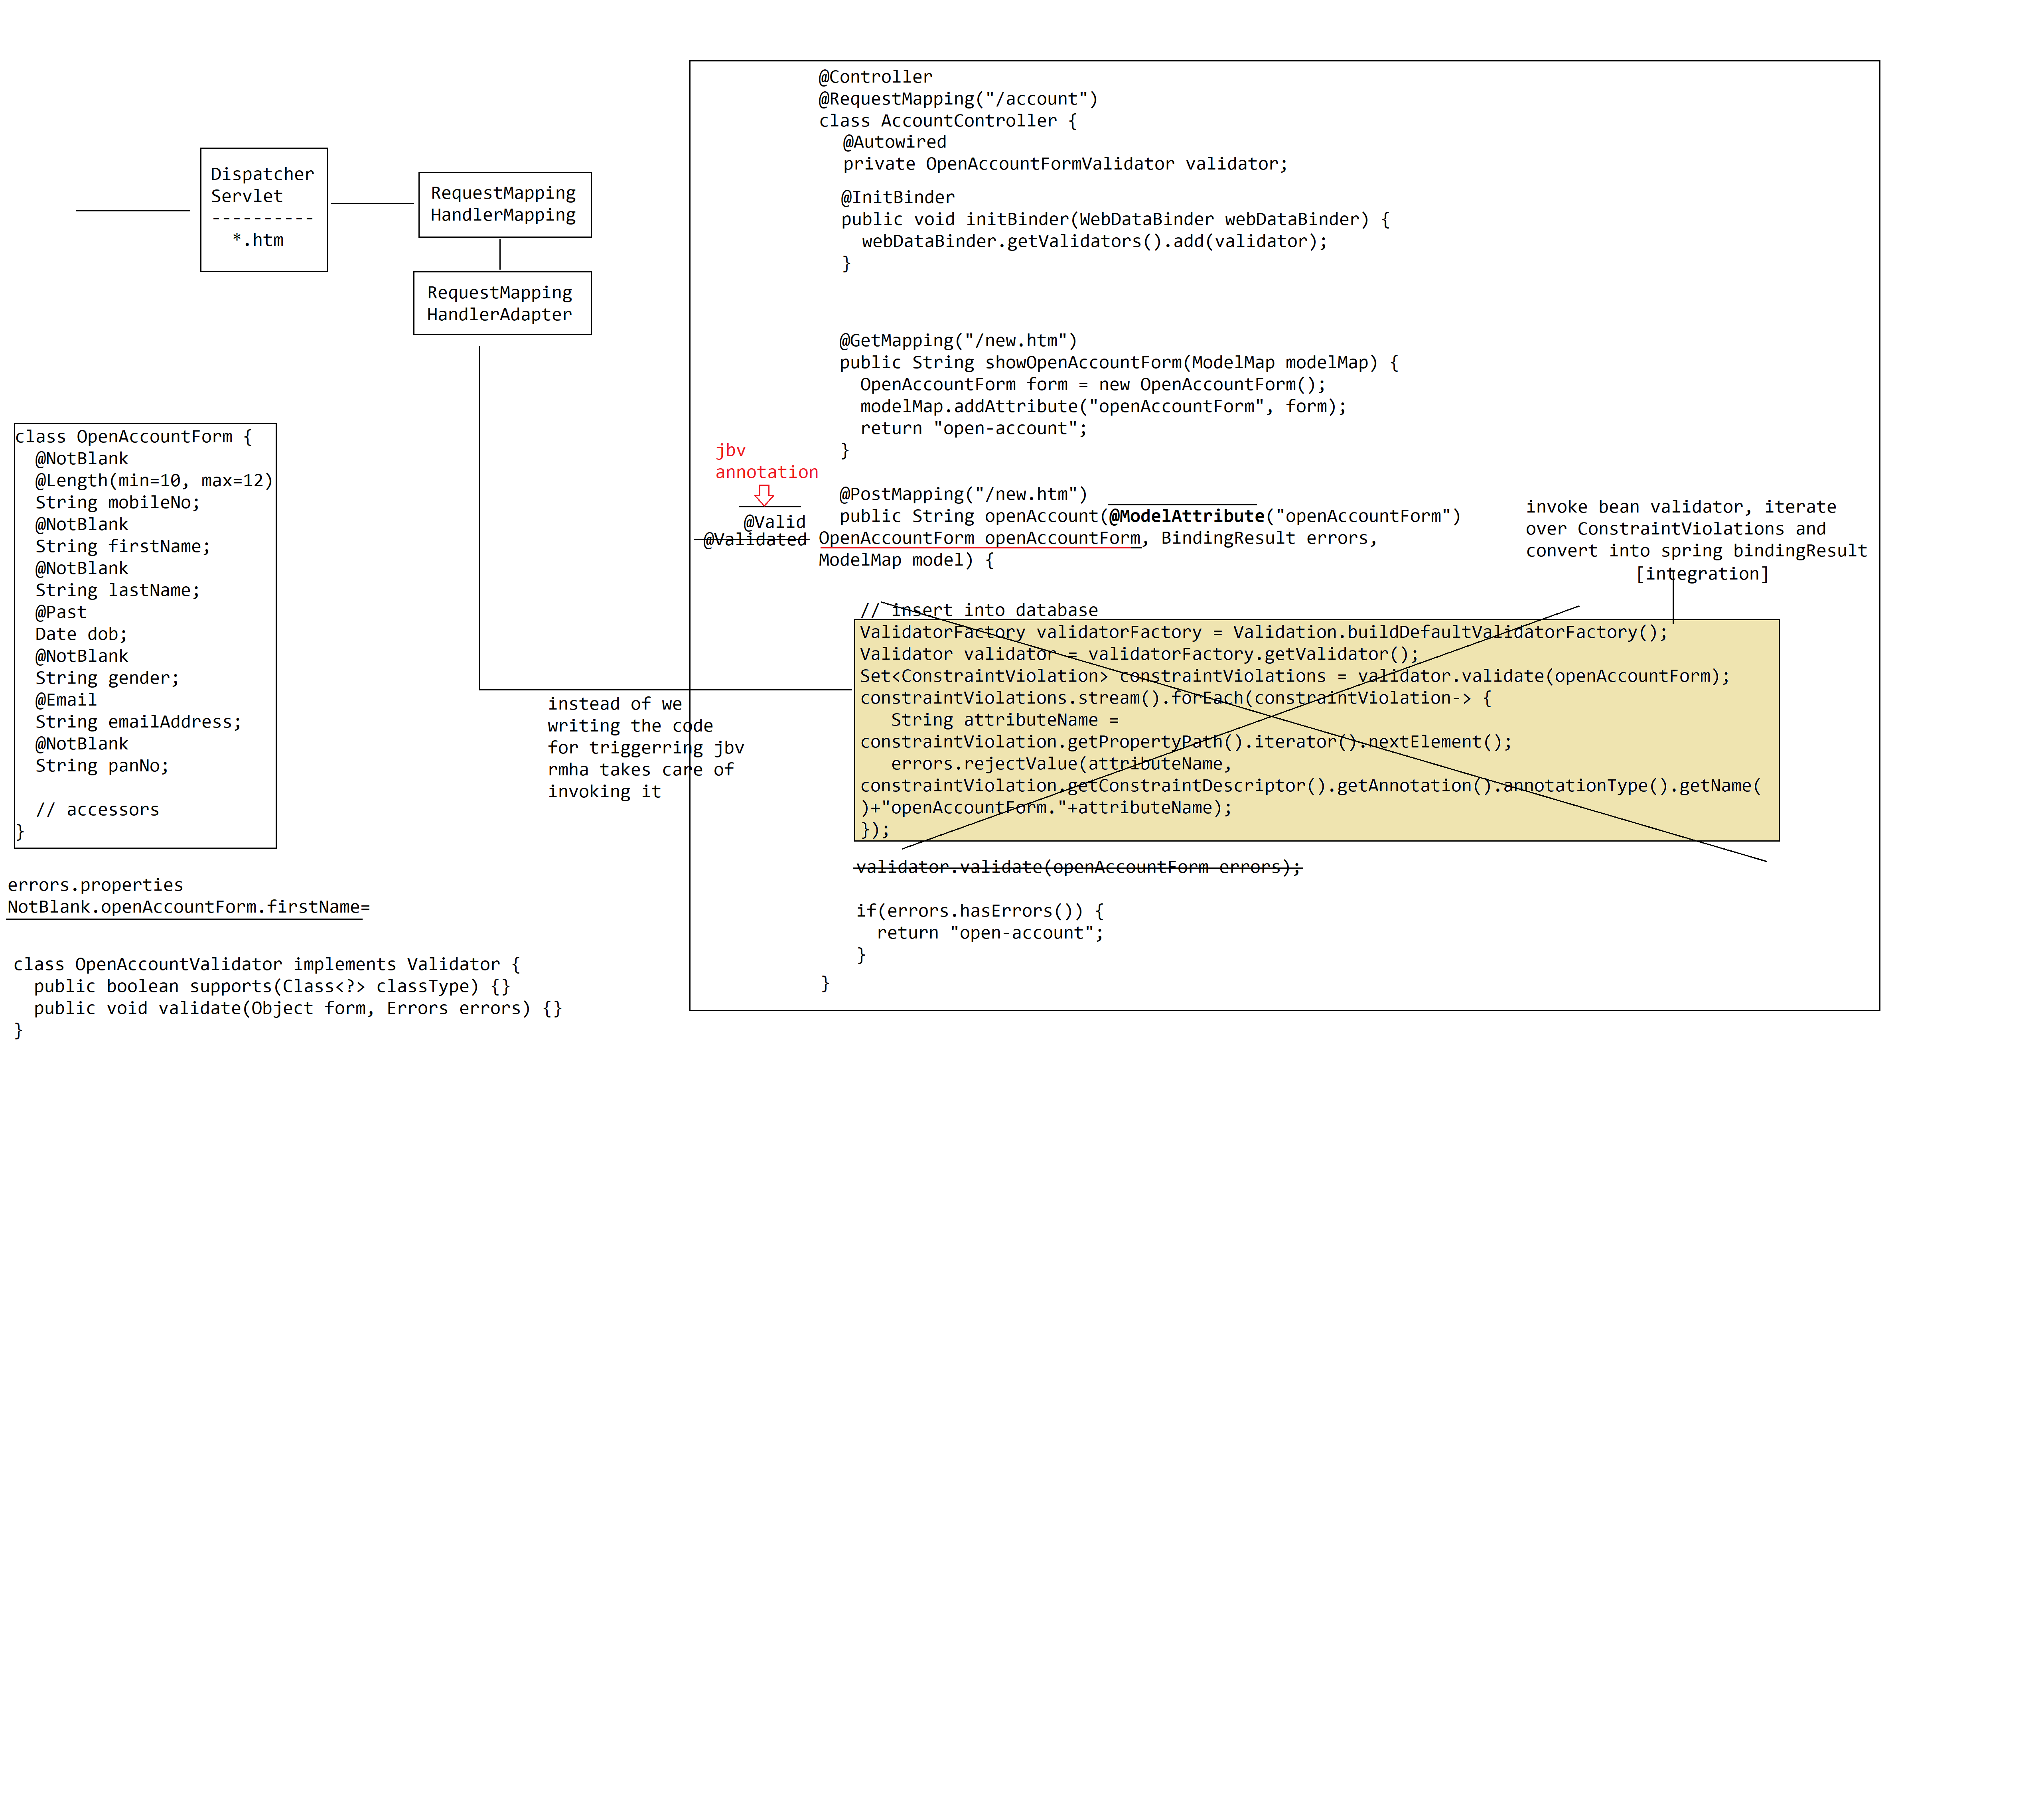 Dispatcher
Servlet
----------
*.htm
RequestMapping
HandlerMapping
RequestMapping
HandlerAdapter
class OpenAccountForm {
@NotBlank
@Length(min=10, max=12)
String mobileNo;
@NotBlank
String firstName;
@NotBlank
String lastName;
@Past
Date dob;
@NotBlank
String gender;
@Email
String emailAddress;
@NotBlank
String panNo;
// accessors
}
errors.properties
NotBlank.openAccountForm.firstName=
class OpenAccountValidator implements Validator {
public boolean supports(Class<?> classType) {}
public void validate(Object form, Errors errors) {}
}
instead of we
writing the code
for triggerring jbv
rmha takes care of
invoking it
@Controller
@RequestMapping("/account")
class AccountController {
@Autowired
private OpenAccountFormValidator validator;
@InitBinder
public void initBinder(WebDataBinder webDataBinder) {
webDataBinder.getValidators().add(validator);
}
@GetMapping("/new.htm")
public String showOpenAccountForm(ModelMap modelMap) {
OpenAccountForm form = new OpenAccountForm();
modelMap.addAttribute("openAccountForm", form);
return "open-account";
}
jbv
annotation
@Valid
@Validated
@PostMapping("/new.htm")
public String openAccount(@ModelAttribute("openAccountForm")
OpenAccountForm openAccountForm, BindingResult errors,
ModelMap model) {
invoke bean validator, iterate
over ConstraintViolations and
convert into spring bindingResult
[integration]
// insert into database
ValidatorFactory validatorFactory = Validation.buildDefaultValidatorFactory();
Validator validator = validatorFactory.getValidator();
Set<ConstraintViolation> constraintViolations = validator.validate(openAccountForm);
constraintViolations.stream().forEach(constraintViolation-> {
String attributeName =
constraintViolation.getPropertyPath().iterator().nextElement();
errors.rejectValue(attributeName,
constraintViolation.getConstraintDescriptor().getAnnotation().annotationType().getName(
)+"openAccountForm."+attributeName);
});
validator.validate(openAccountForm errors);
if(errors.hasErrors()) {
return "open-account";
}
}